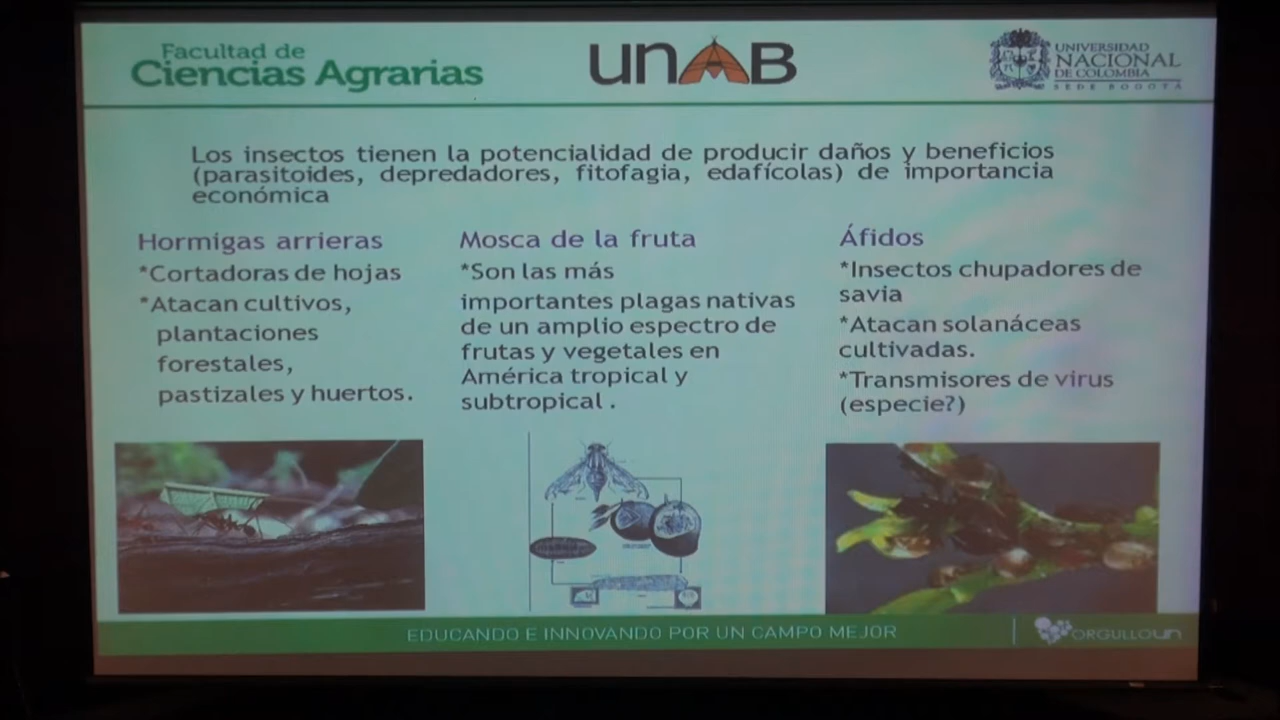 Facultad de
Ciencias Agrarias
UNAB
UNIVERSIDAD
NACIONAL
DE COLOMBIA
SEDE BOGOTÁ
Los insectos tienen la potencialidad de producir daños y beneficios
(parasitoides, depredadores, fitofagia, edafícolas) de importancia
económica
Hormigas arrieras
*Cortadoras de hojas
*Atacan cultivos,
plantaciones
forestales,
pastizales y huertos.
Mosca de la fruta
*Son las más
importantes plagas nativas
de un amplio espectro de
frutas y vegetales en
América tropical y
subtropical .
Áfidos
*Insectos chupadores de
savia
*Atacan solanáceas
cultivadas.
*Transmisores de virus
(especie?)
EDUCANDO E INNOVANDO POR UN CAMPO MEJOR
ORGULLOUN